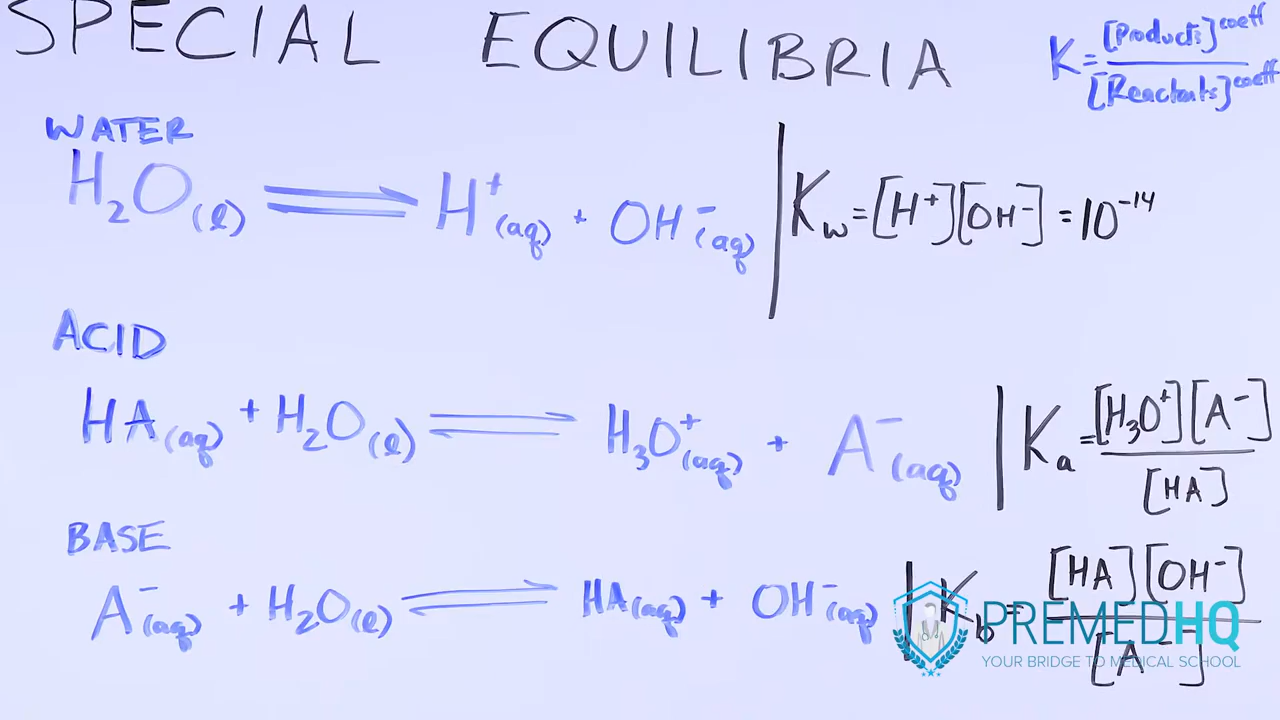 SPECIAL EQUILIBRIA
K = [Products]^coeff / [Reactants]^coeff
WATER
H₂O(l) ⇌ H⁺(aq) + OH⁻(aq) | Kw = [H⁺][OH⁻] = 10⁻¹⁴
ACID
HA(aq) + H₂O(l) ⇌ H₃O⁺(aq) + A⁻(aq) | Ka = [H₃O⁺][A⁻] / [HA]
BASE
A⁻(aq) + H₂O(l) ⇌ HA(aq) + OH⁻(aq) | Kb = [HA][OH⁻] / [A⁻]
PREMEDHQ
YOUR BRIDGE TO MEDICAL SCHOOL